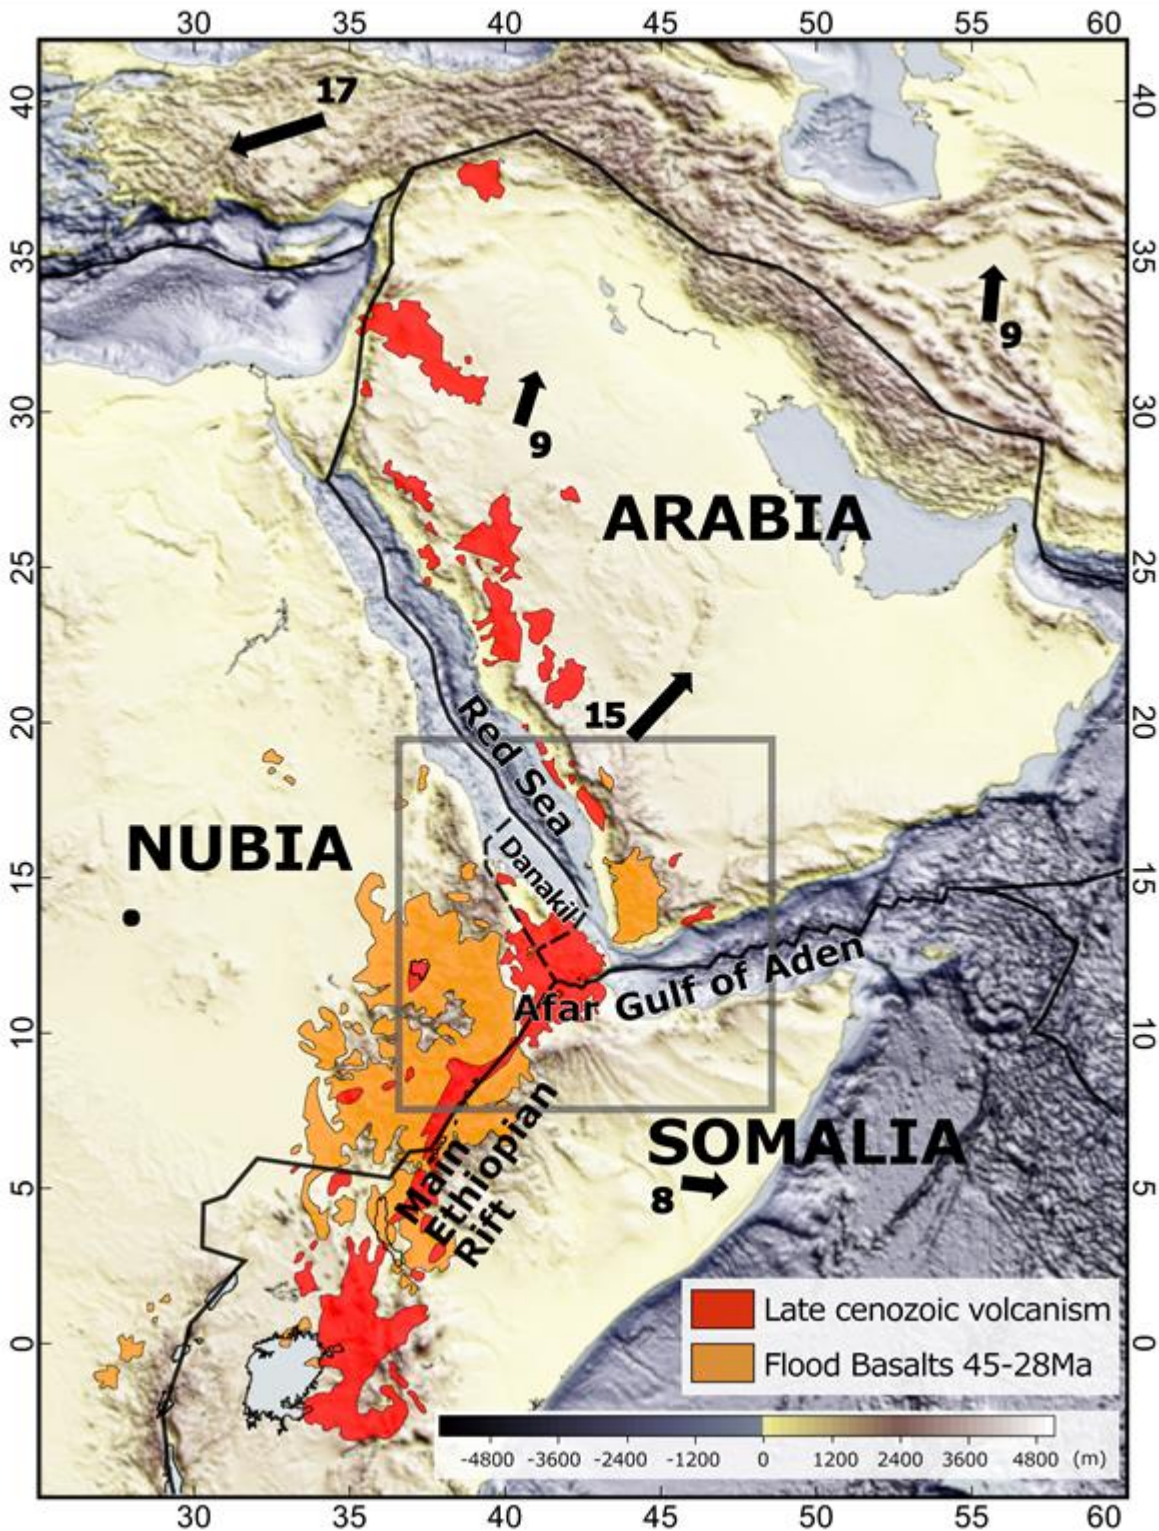 30 35 40 45 50 55 60
40 40
17
35 35
9
30 30
9
ARABIA
25 25
20 20
15
Red Sea
NUBIA
15 15
Danakil
Afar Gulf of Aden
10 10
SOMALIA
8
Main
Ethiopian
Rift
5 5
Late cenozoic volcanism
0 0
Flood Basalts 45-28Ma
-4800 -3600 -2400 -1200 0 1200 2400 3600 4800 (m)
30 35 40 45 50 55 60